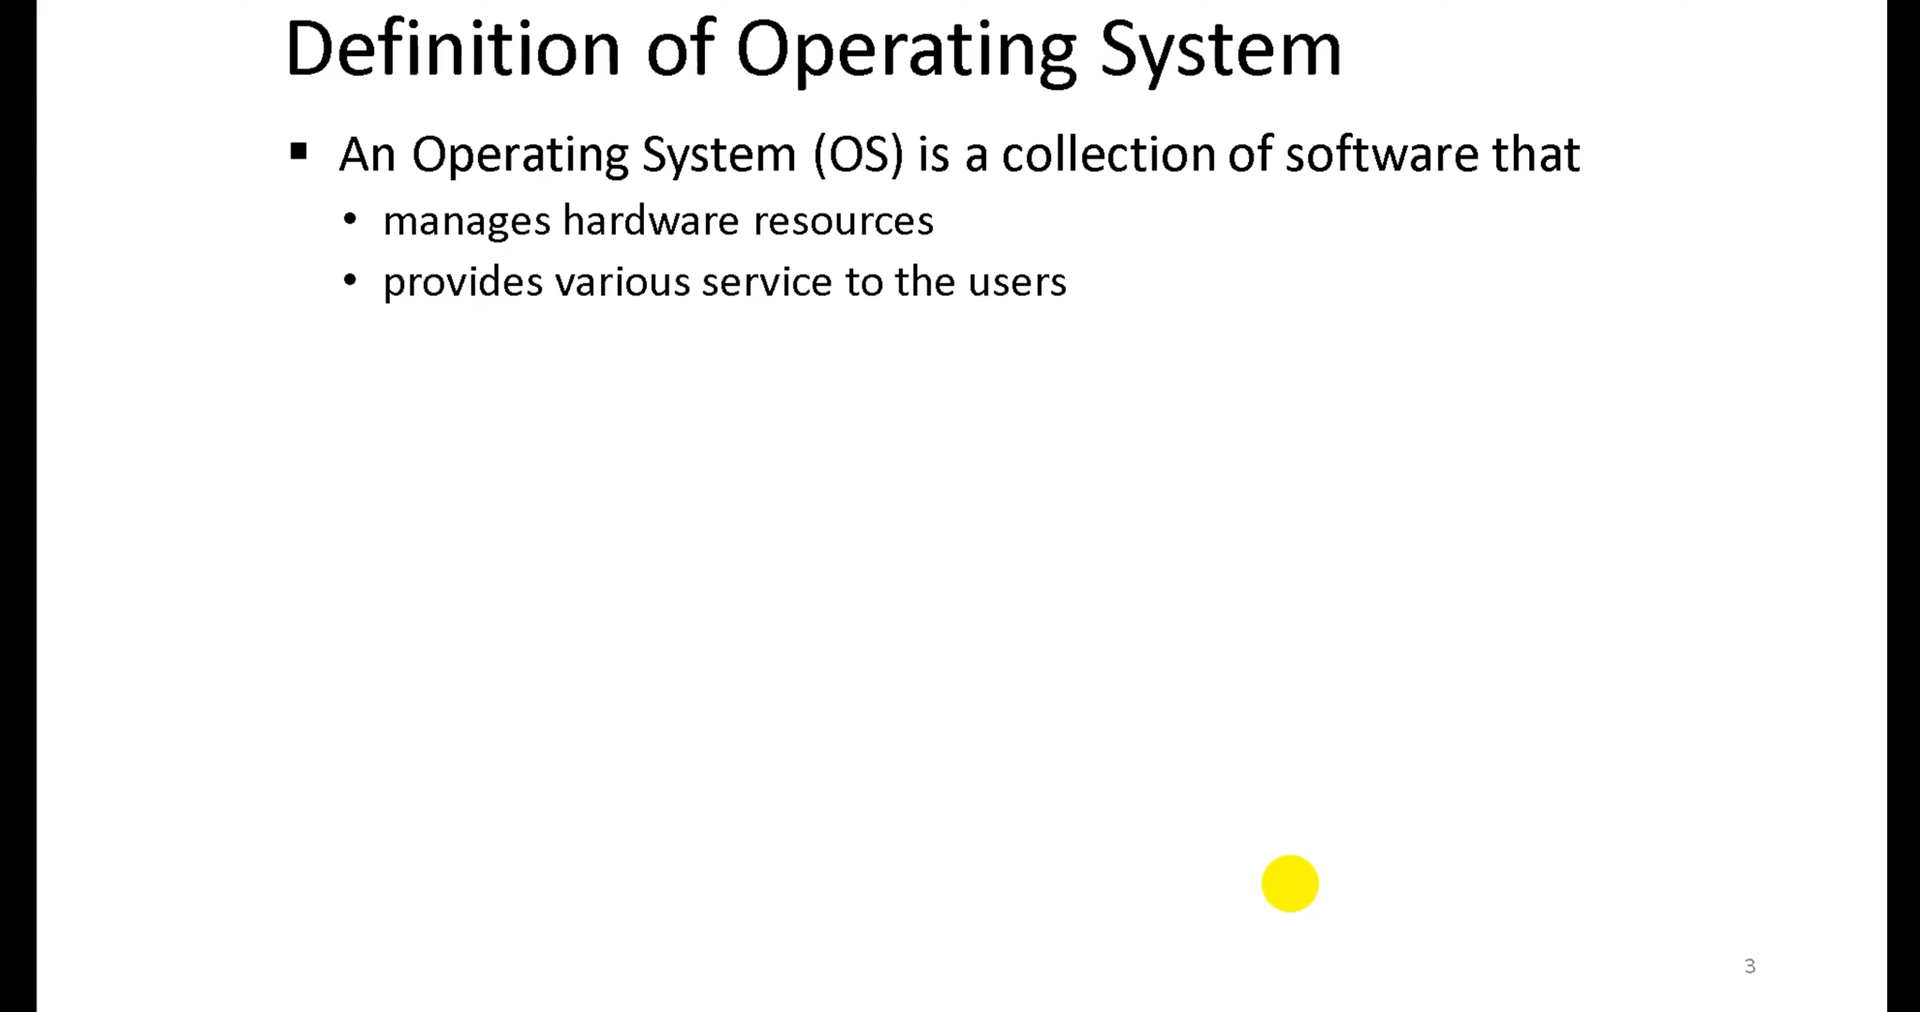 Definition of Operating System
▪ An Operating System (OS) is a collection of software that
• manages hardware resources
• provides various service to the users
3